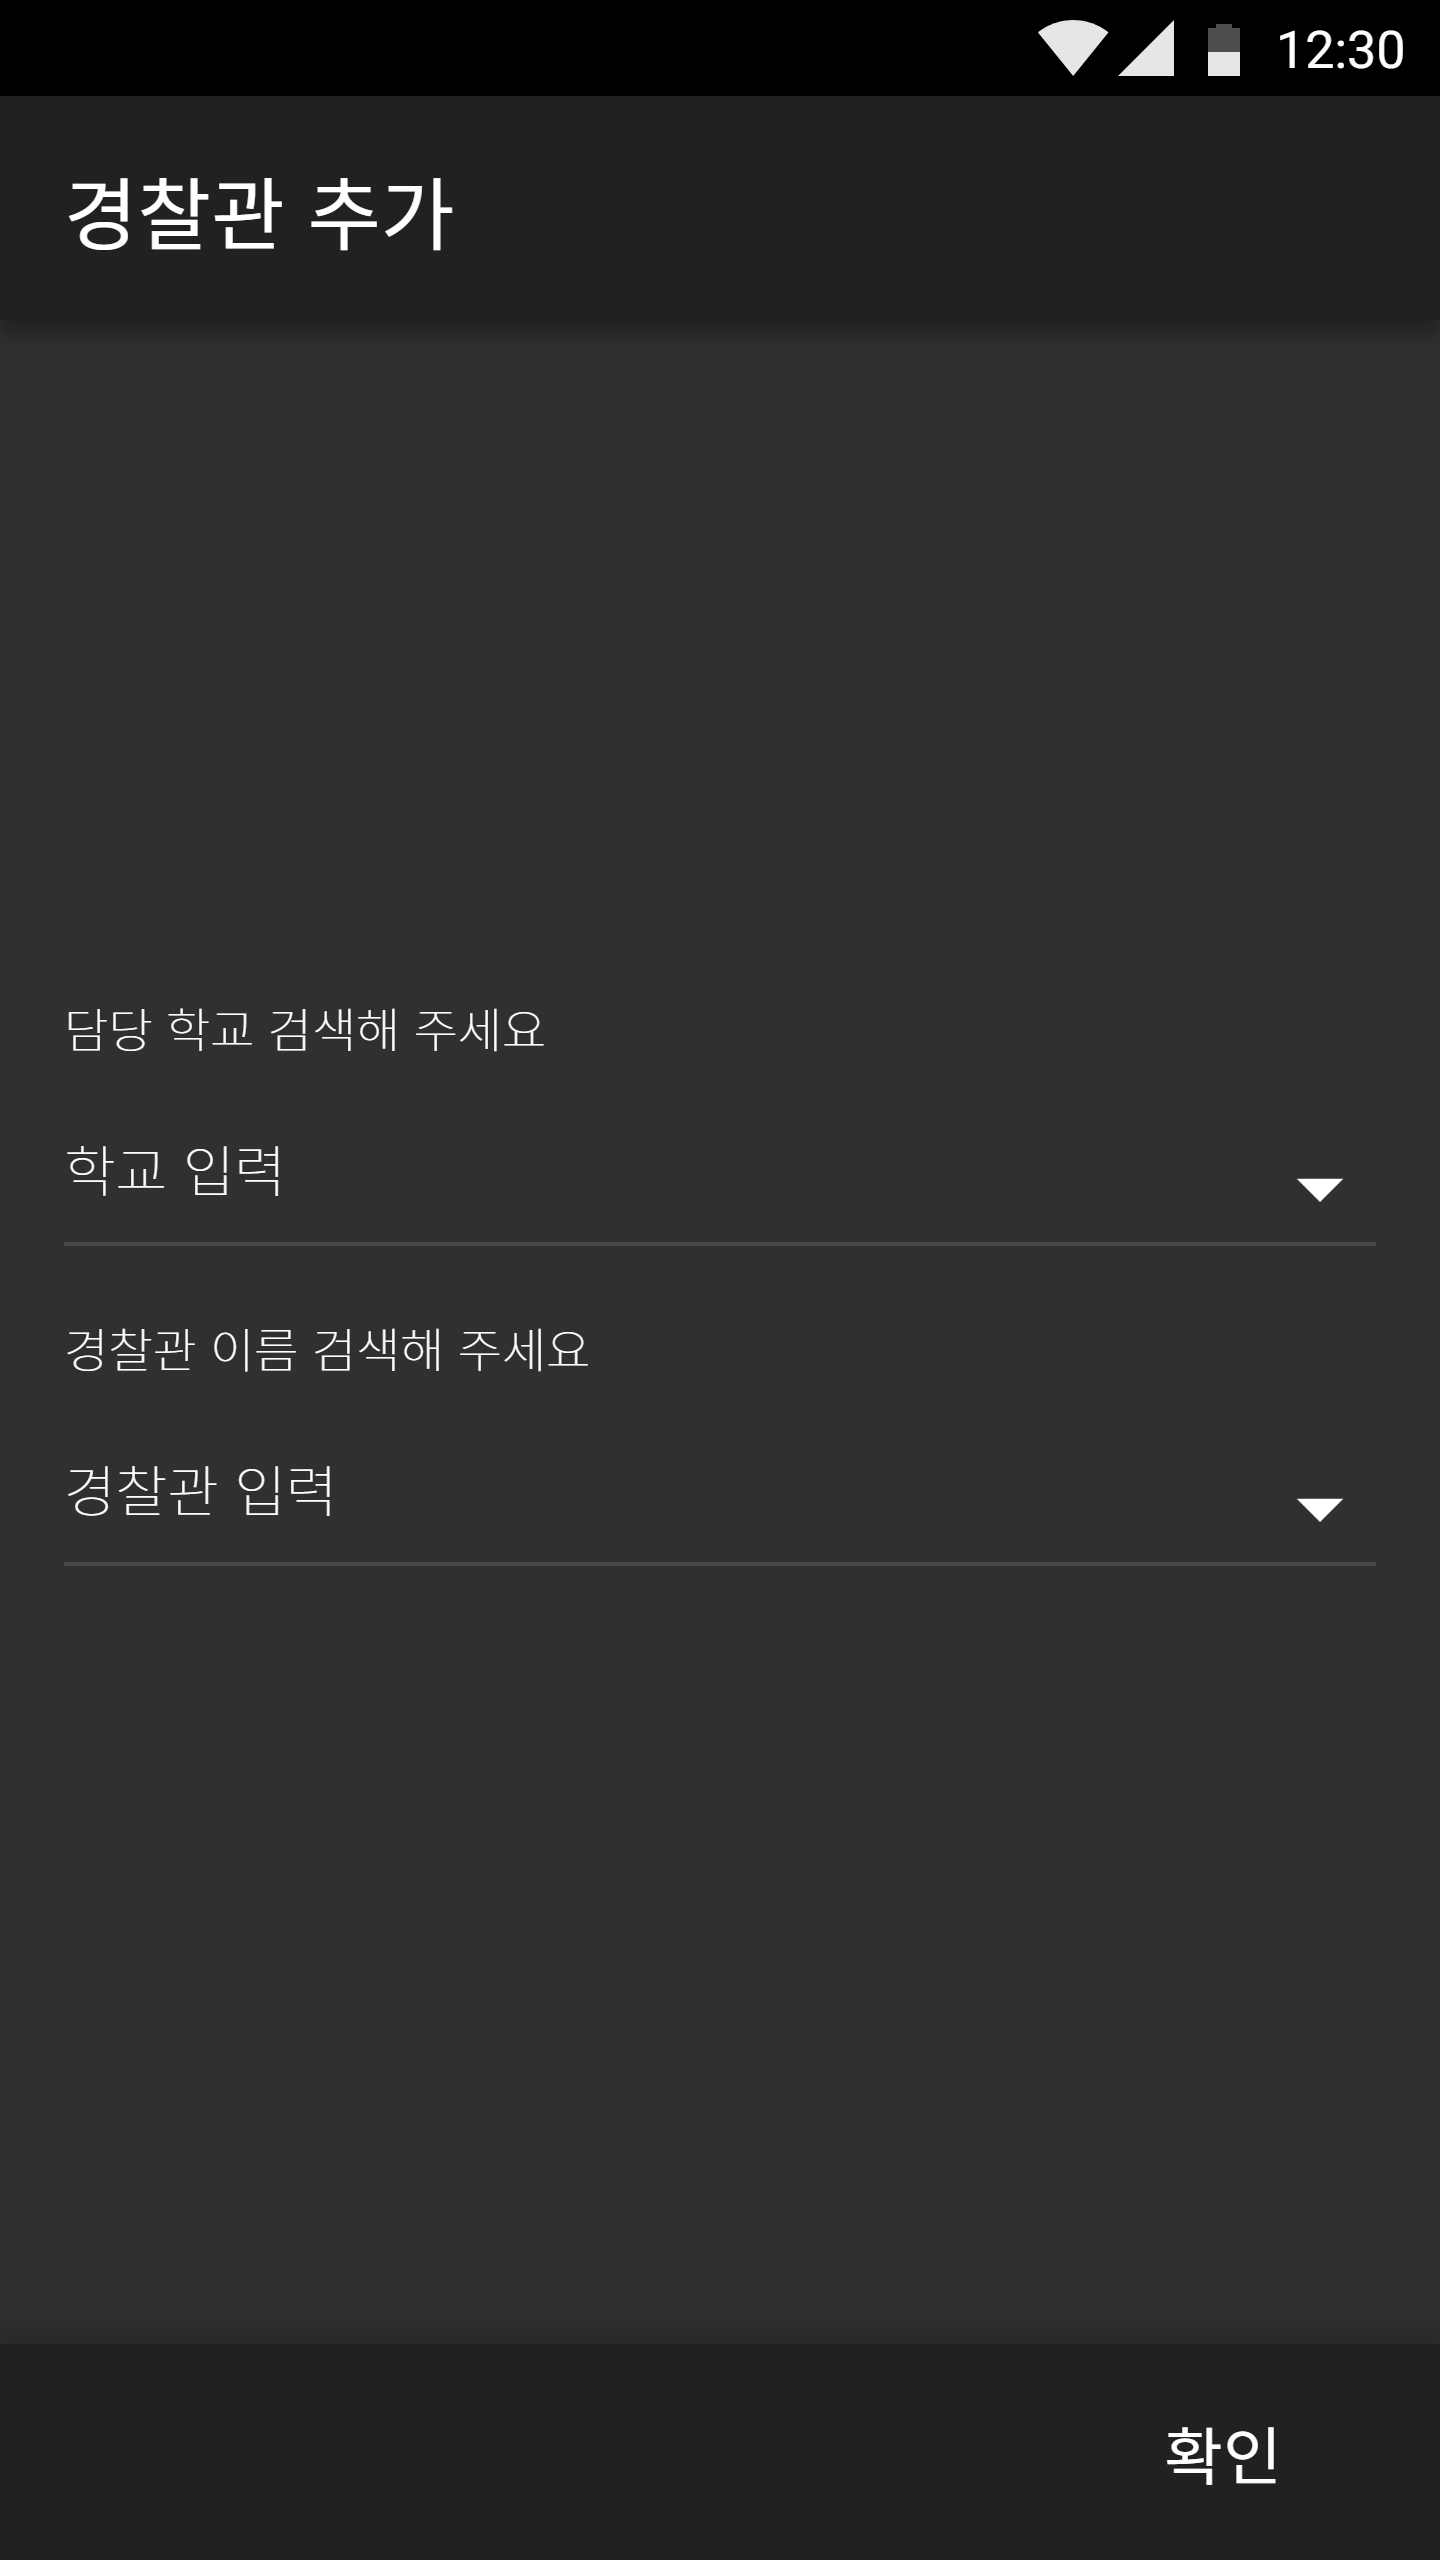 12:30
경찰관 추가
담당 학교 검색해 주세요
학교 입력
경찰관 이름 검색해 주세요
경찰관 입력
확인